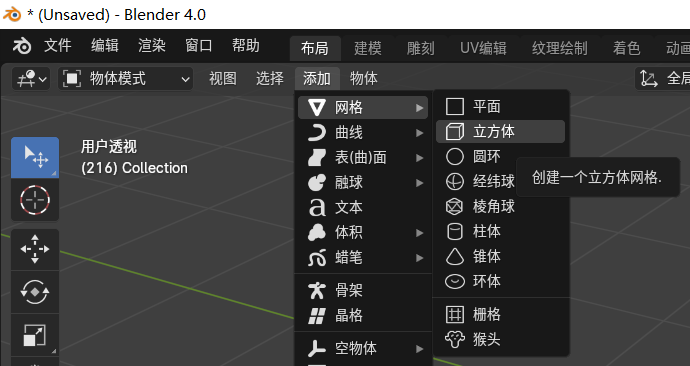 * (Unsaved) - Blender 4.0
文件 编辑 渲染 窗口 帮助 布局 建模 雕刻 UV编辑 纹理绘制 着色 动画
物体模式 视图 选择 添加 物体 全局
用户透视
(216) Collection
网格
曲线
表(曲)面
融球
文本
体积
蜡笔
骨架
晶格
空物体
平面
立方体
圆环
经纬球
棱角球
柱体
锥体
环体
栅格
猴头
创建一个立方体网格.